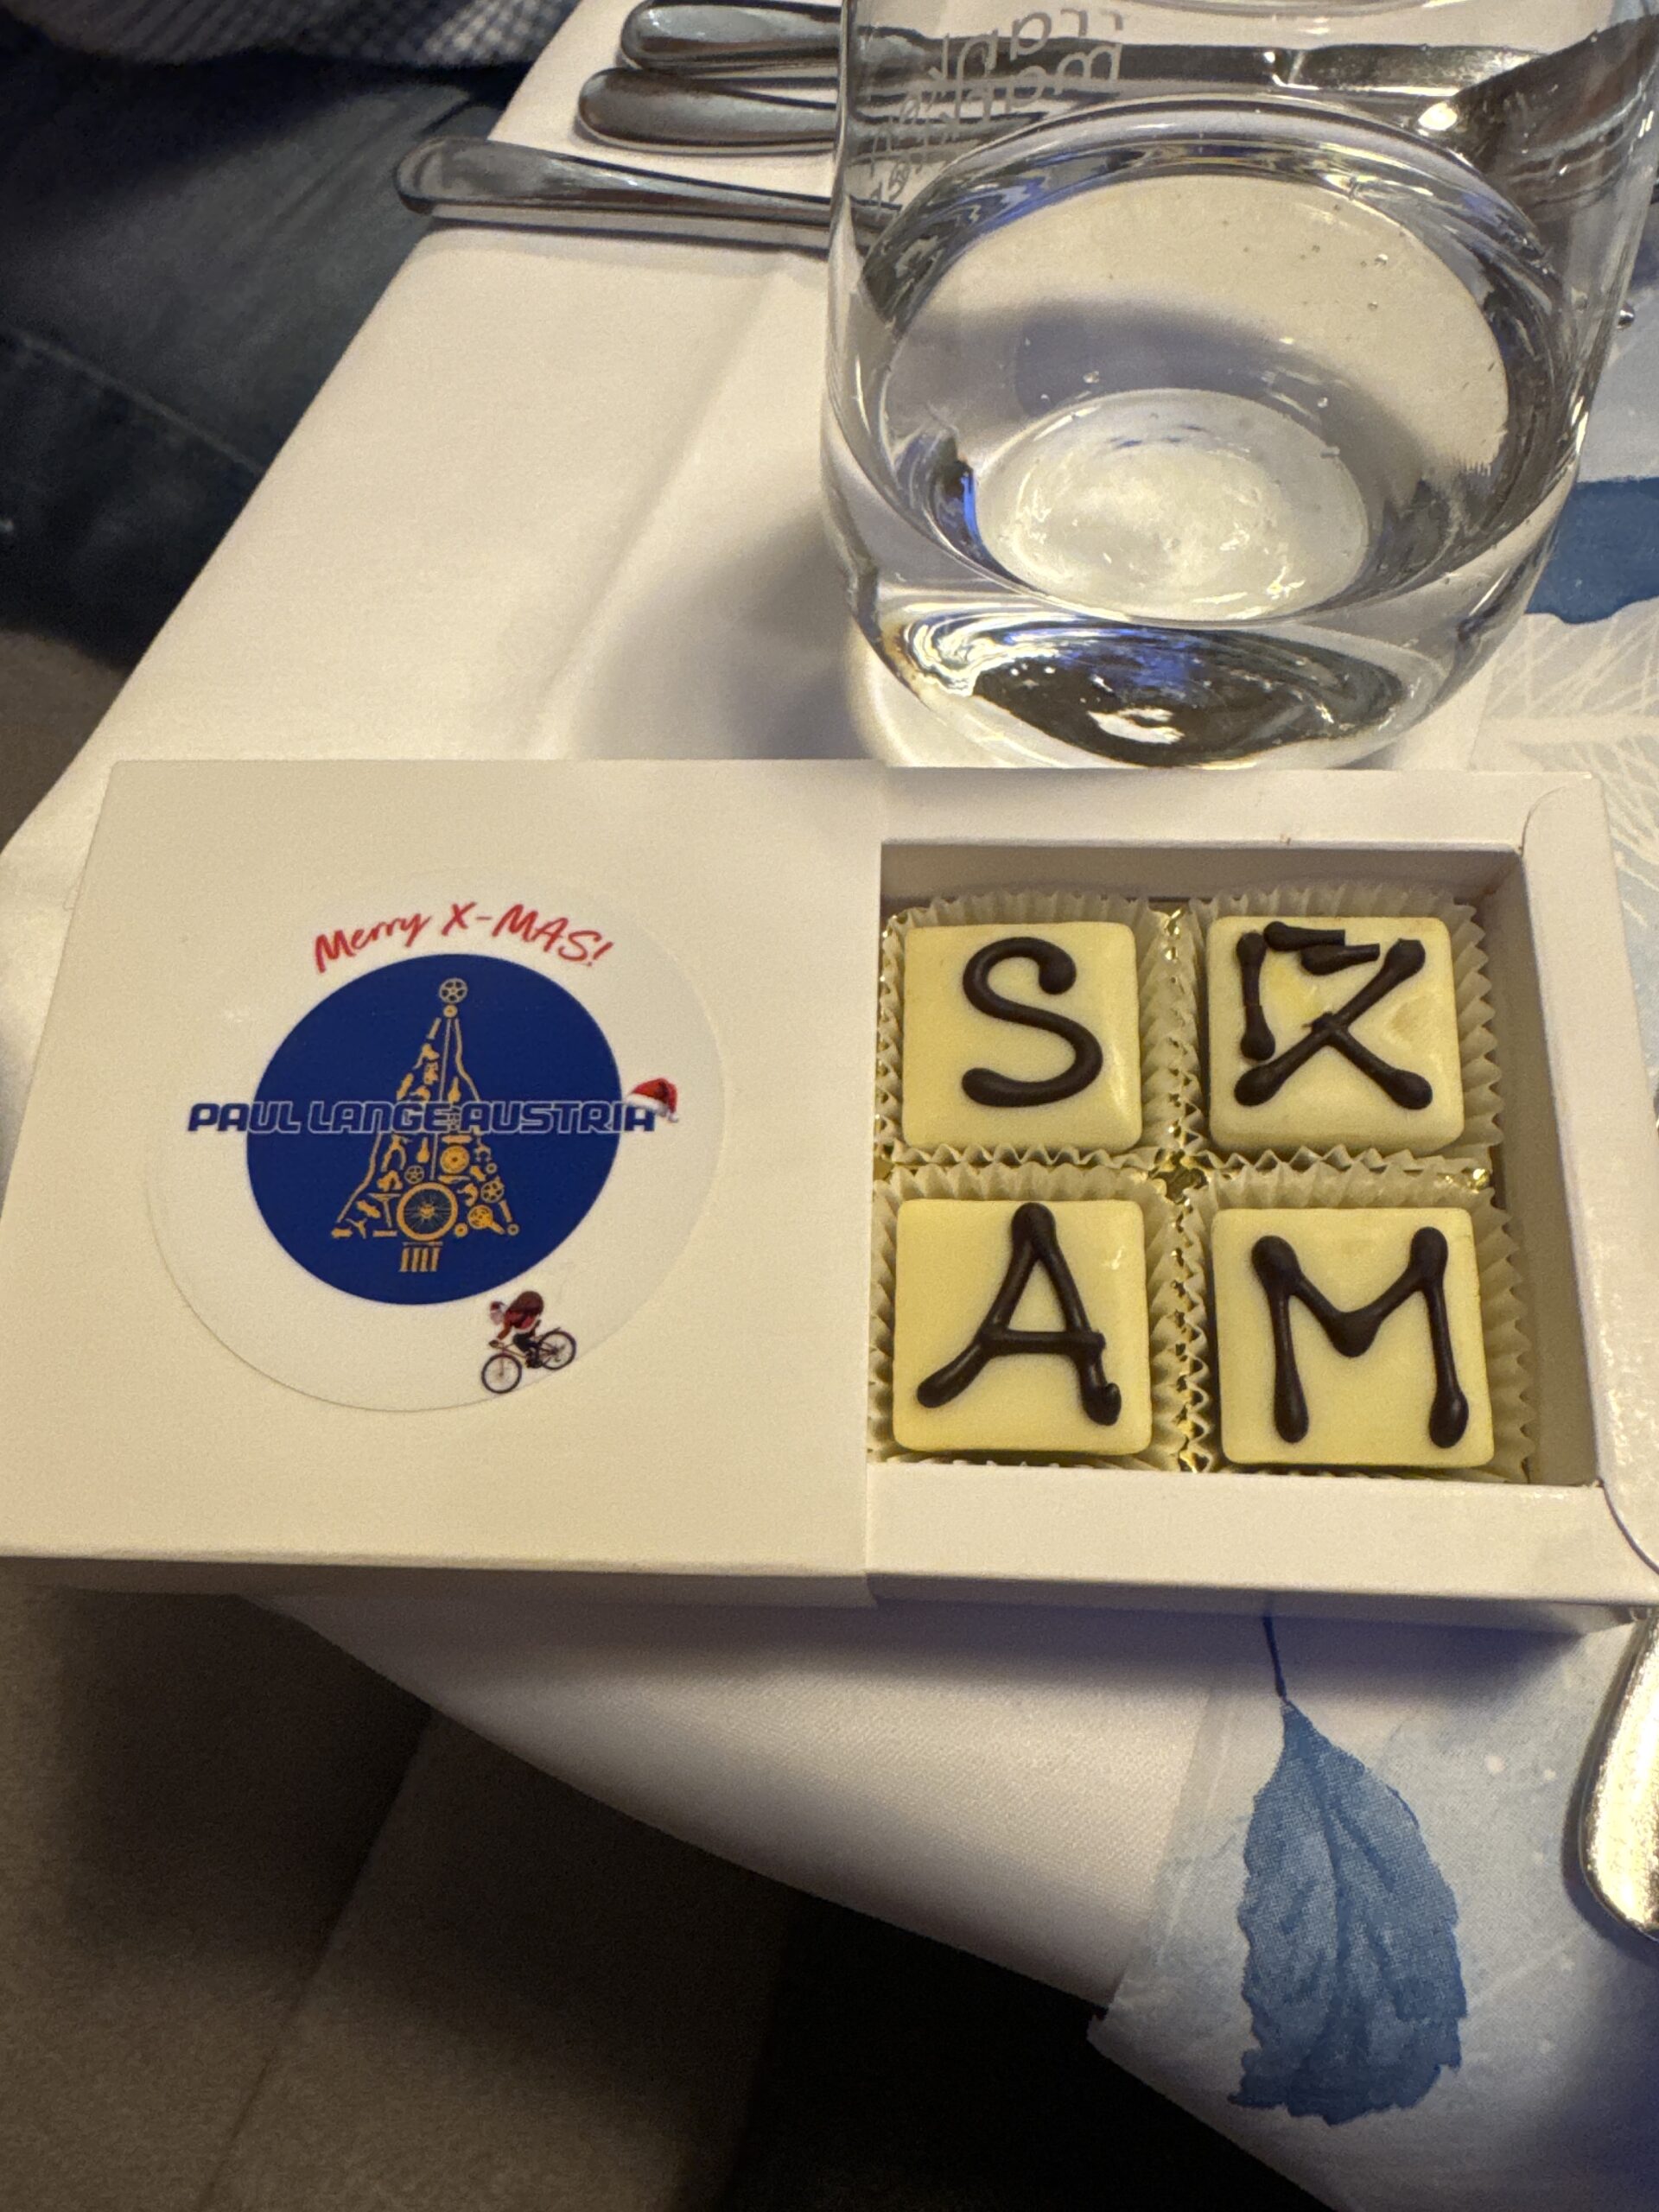 Merry X-MAS!
PAUL LANGE AUSTRIA
S X
A M